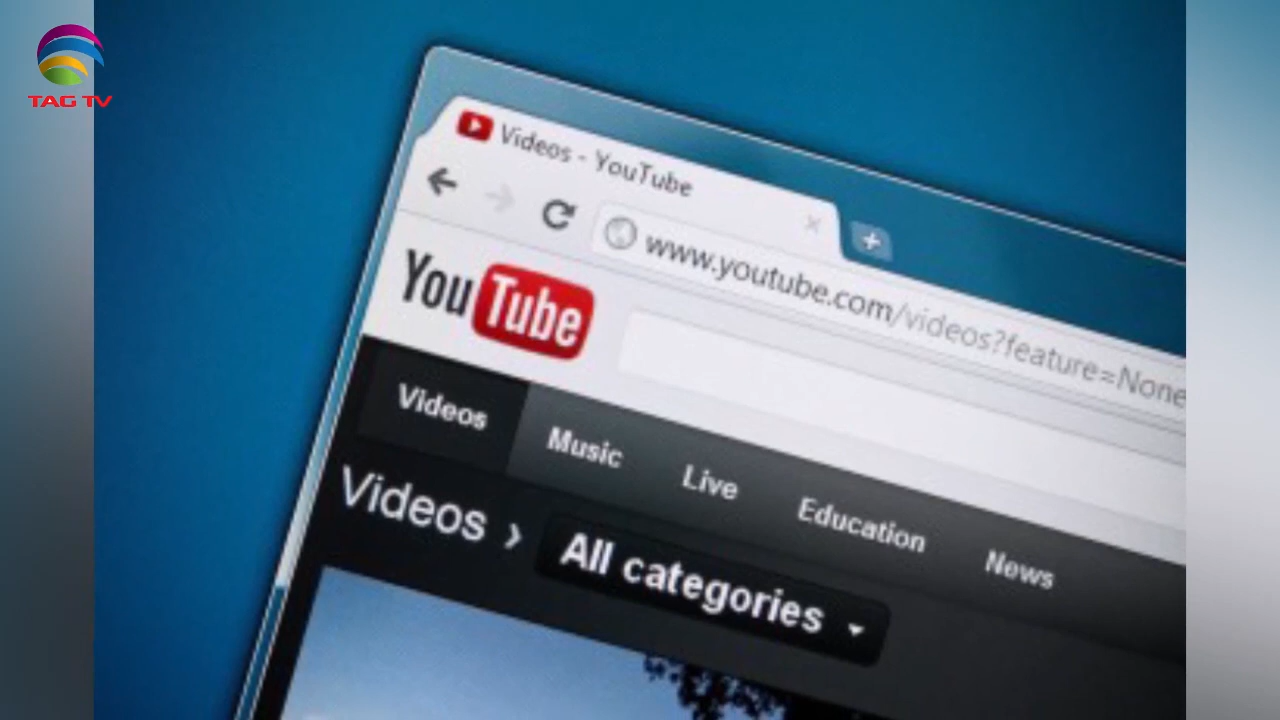 TAG TV
Videos - YouTube
www.youtube.com/videos?feature=None
YouTube
Videos Music Live Education News
Videos › All categories